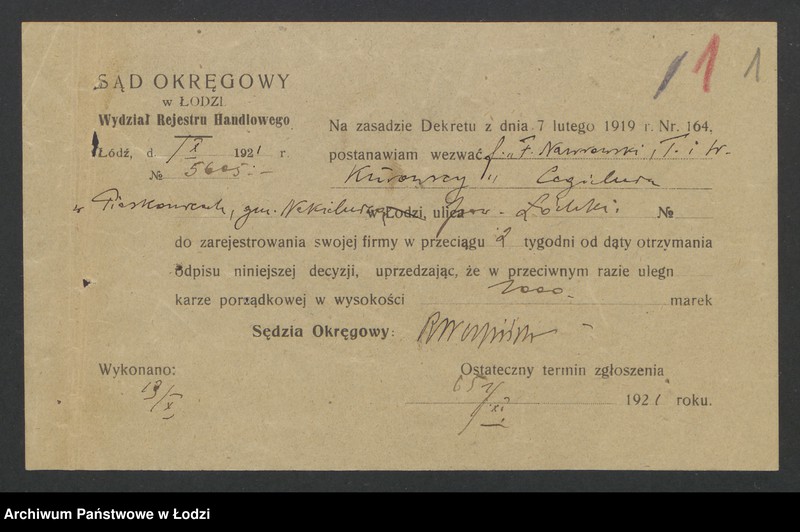 1 1
SĄD OKRĘGOWY
w ŁODZI
Wydział Rejestru Handlowego
Łódź, d. 1921 r
№ 5605
Na zasadzie Dekretu z dnia 7 lutego 1919 r. Nr. 164,
postanawiam wezwać f. „F. Nawrowski, T. i W.
"
w Łodzi, ulica №
do zarejestrowania swojej firmy w przeciągu 2 tygodni od daty otrzymania
odpisu niniejszej decyzji, uprzedzając, że w przeciwnym razie ulegn
karze porządkowej w wysokości 1000 marek
Sędzia Okręgowy:
Wykonano:
19/X
Ostateczny termin zgłoszenia
1921 roku.
Archiwum Państwowe w Łodzi